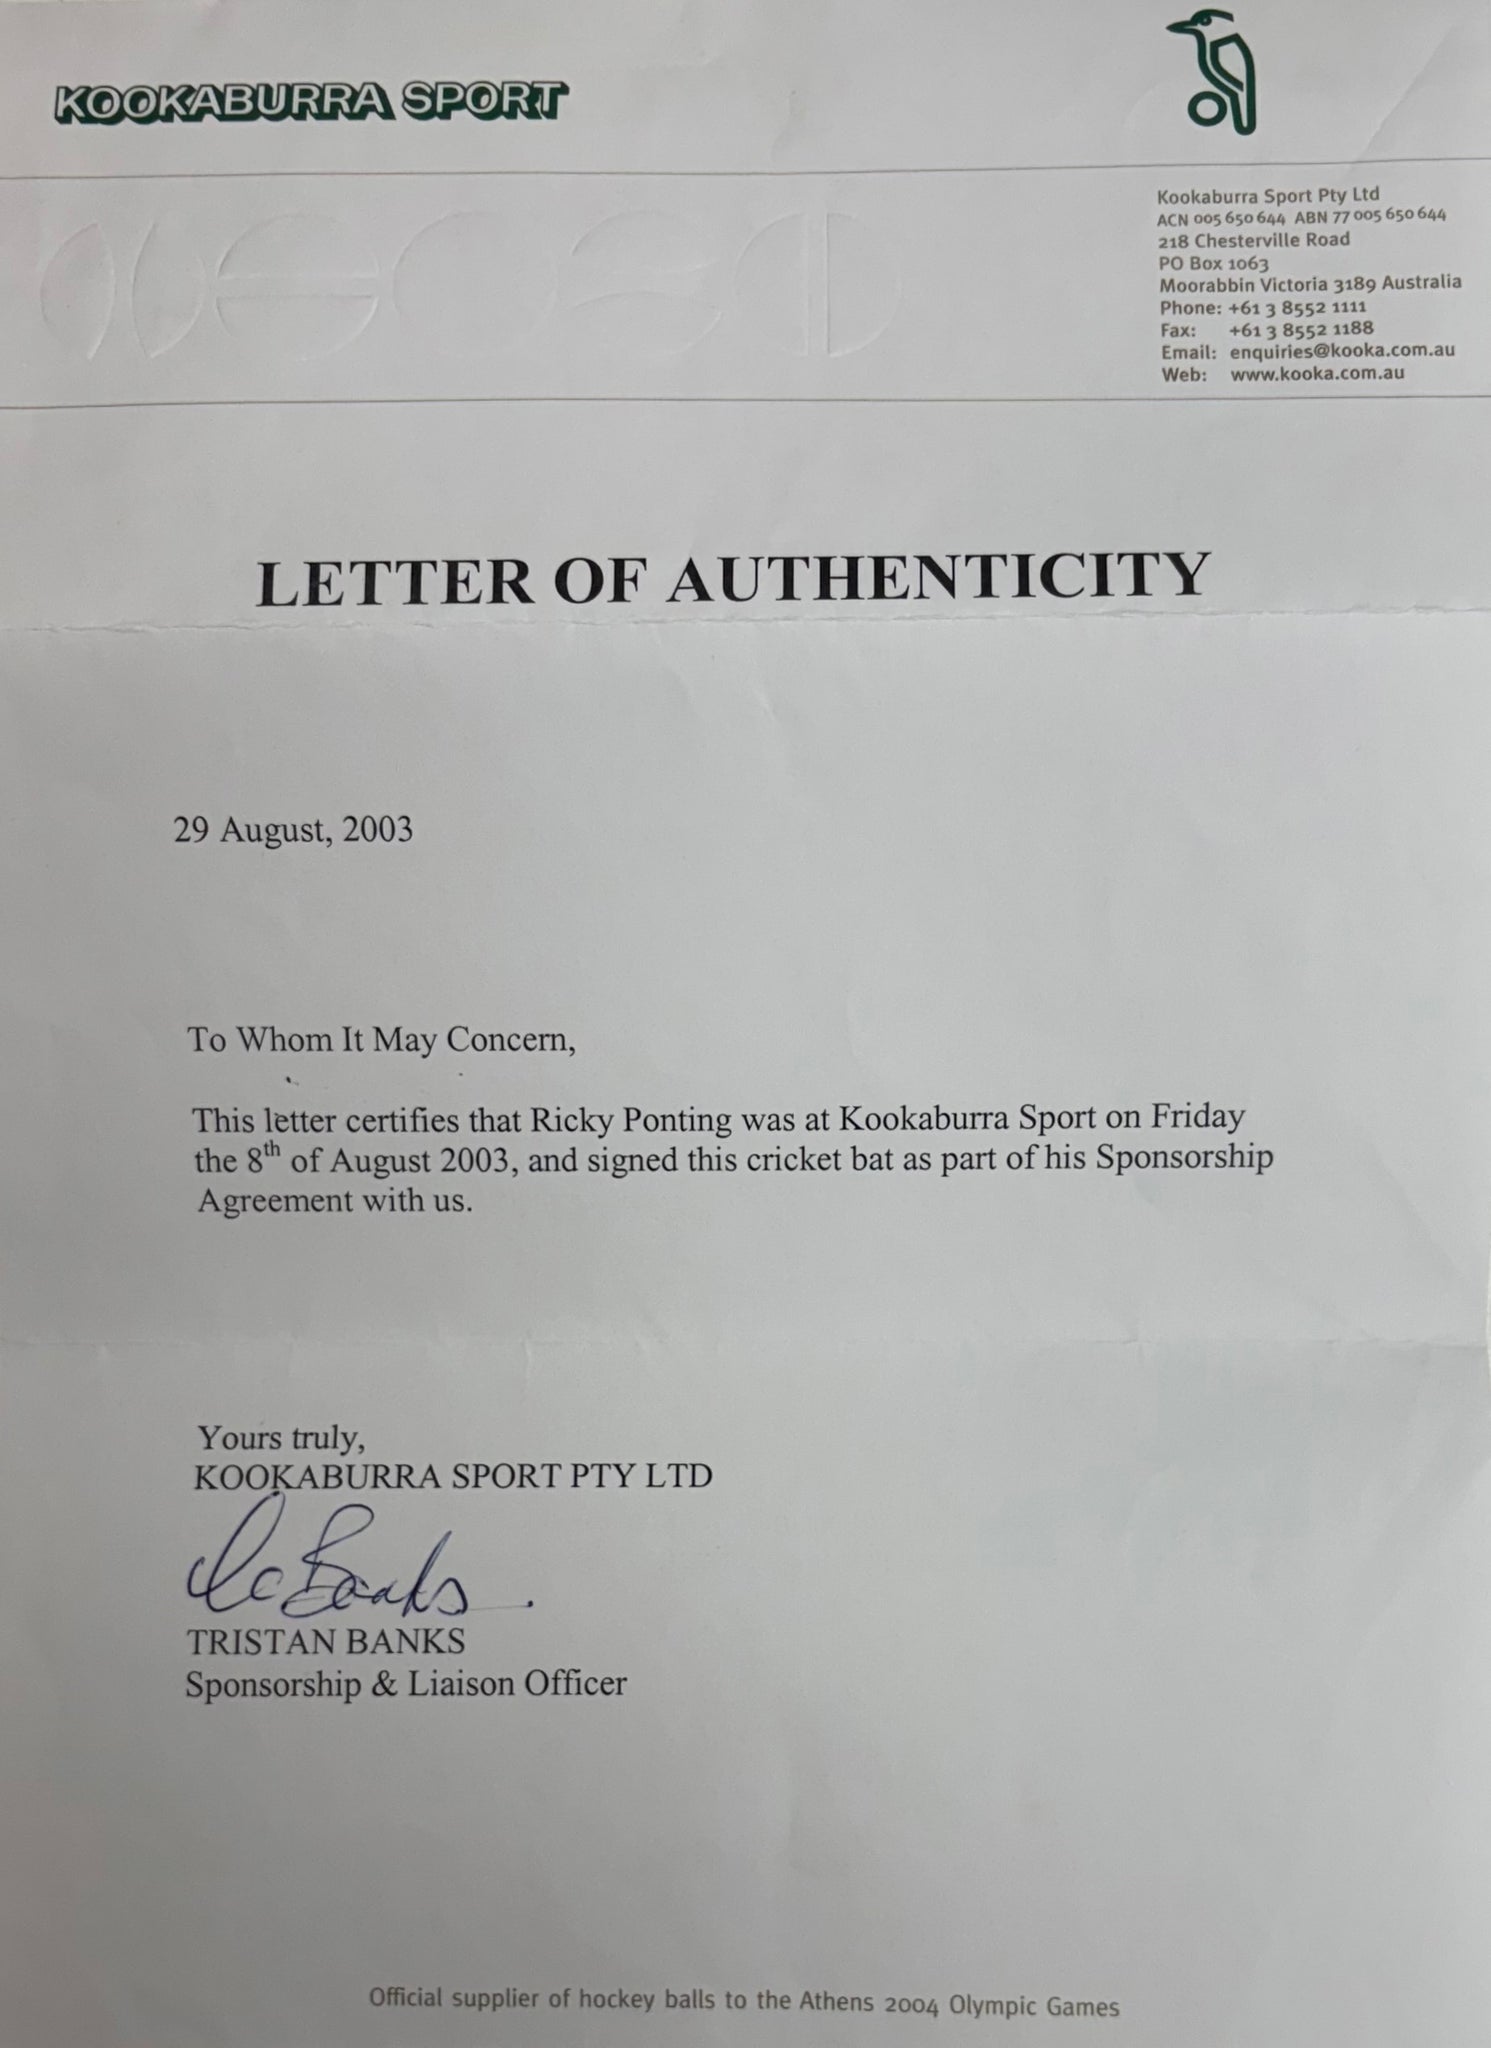 KOOKABURRA SPORT
Kookaburra Sport Pty Ltd
ACN 005 650 644 ABN 77 005 650 644
218 Chesterville Road
PO Box 1063
Moorabbin Victoria 3189 Australia
Phone: +61 3 8552 1111
Fax: +61 3 8552 1188
Email: enquiries@kooka.com.au
Web: www.kooka.com.au
LETTER OF AUTHENTICITY
29 August, 2003
To Whom It May Concern,
This letter certifies that Ricky Ponting was at Kookaburra Sport on Friday
the 8th of August 2003, and signed this cricket bat as part of his Sponsorship
Agreement with us.
Yours truly,
KOOKABURRA SPORT PTY LTD
Banks
TRISTAN BANKS
Sponsorship & Liaison Officer
Official supplier of hockey balls to the Athens 2004 Olympic Games